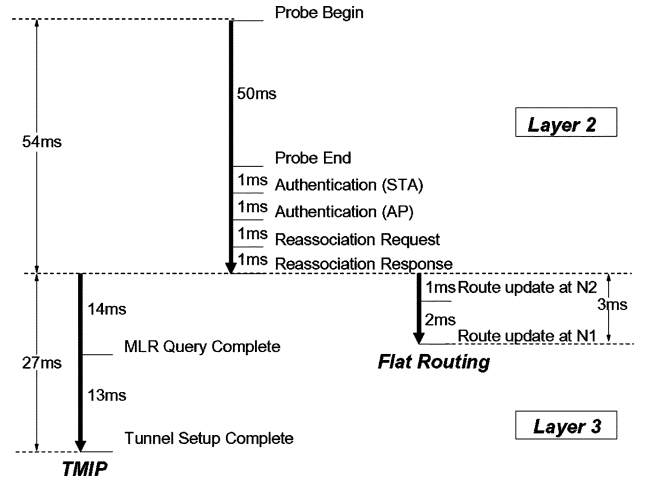 Probe Begin
50ms
54ms
Layer 2
Probe End
1ms Authentication (STA)
1ms Authentication (AP)
1ms Reassociation Request
1ms Reassociation Response
14ms
1ms Route update at N2
3ms
2ms
Route update at N1
MLR Query Complete
27ms
Flat Routing
13ms
Tunnel Setup Complete
Layer 3
TMIP